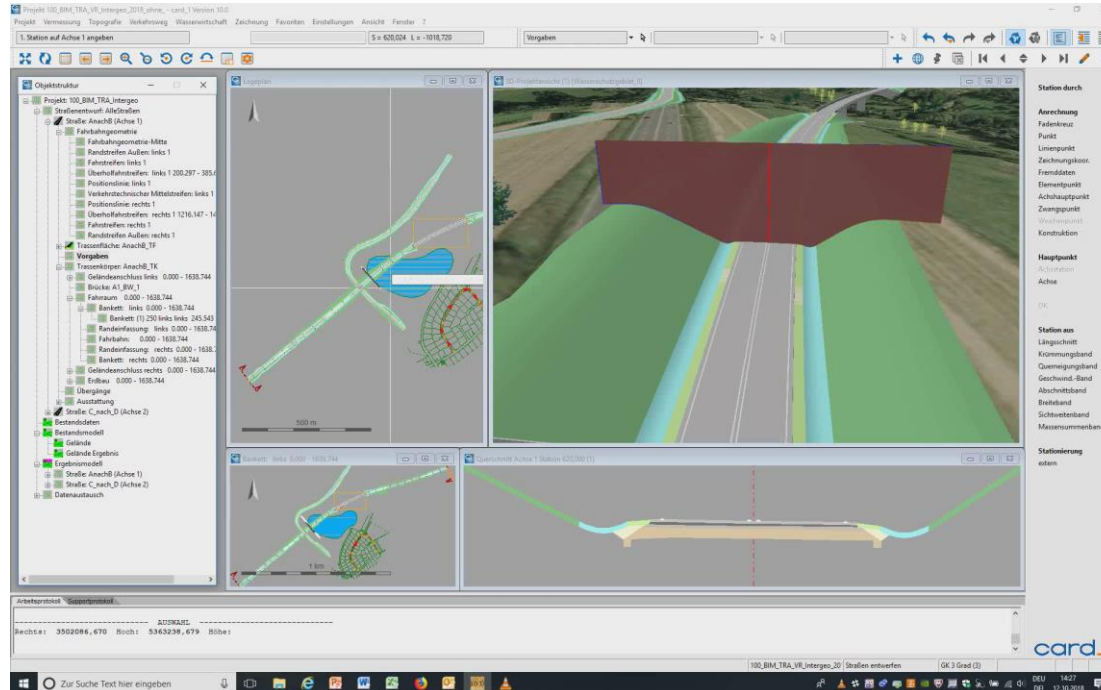 Projekt 100_BIM_TRA_VR_Intergeo_2018_ohne_ - card_1 Version 10.0
Projekt Vermessung Topografie Verkehrsweg Wasserwirtschaft Zeichnung Favoriten Einstellungen Ansicht Fenster ?
1. Station auf Achse 1 angeben
S = 620,024 L = -1018,720
Vorgaben
Objektstruktur
Projekt: 100_BIM_TRA_Intergeo
Straßenentwurf: AlleStraßen
Straße: AnachB (Achse 1)
Fahrbahngeometrie
Fahrbahngeometrie-Mitte
Randstreifen Außen: links 1
Fahrstreifen: links 1
Überholfahrstreifen: links 1 200.297 - 385.
Positionslinie: links 1
Verkehrstechnischer Mittelstreifen: links 1
Positionslinie: rechts 1
Überholfahrstreifen: rechts 1 1216.147 - 14
Fahrstreifen: rechts 1
Randstreifen Außen: rechts 1
Trassenfläche: AnachB_TF
Vorgaben
Trassenkörper: AnachB_TK
Geländeanschluss links 0.000 - 1638.744
Brücke: A1_BW_1
Fahrraum 0.000 - 1638.744
Bankett: links 0.000 - 1638.744
Bankett: (1) 250 links links 245.543
Randeinfassung: links 0.000 - 1638.74
Fahrbahn: 0.000 - 1638.744
Randeinfassung: rechts 0.000 - 1638.
Bankett: rechts 0.000 - 1638.744
Geländeanschluss rechts 0.000 - 1638.744
Erdbau 0.000 - 1638.744
Übergänge
Ausstattung
Straße: C_nach_D (Achse 2)
Bestandsdaten
Bestandsmodell
Gelände
Gelände Ergebnis
Ergebnismodell
Straße: AnachB (Achse 1)
Straße: C_nach_D (Achse 2)
Datenaustausch
Lageplan
500 m
3D-Projektansicht (1) (Wasserschutzgebiet_II)
Bankett: links 0.000 - 1638.744
1 km
Querschnitt Achse 1 Station 620,000 (1)
Station durch
Anrechnung
Fadenkreuz
Punkt
Linienpunkt
Zeichnungskoor.
Fremddaten
Elementpunkt
Achshauptpunkt
Zwangspunkt
Weichenpunkt
Konstruktion
Hauptpunkt
Achsstation
Achse
OK
Station aus
Längsschnitt
Krümmungsband
Querneigungsband
Geschwind.-Band
Abschnittsband
Breiteband
Sichtweitenband
Massensummenban
Stationierung
extern
Arbeitsprotokoll Supportprotokoll
AUSWAHL
Rechts: 3502086,670 Hoch: 5363238,679 Höhe:
card.
100_BIM_TRA_VR_Intergeo_20 Straßen entwerfen GK 3 Grad (3)
Zur Suche Text hier eingeben
DEU 14:27
DEL 12.10.2018